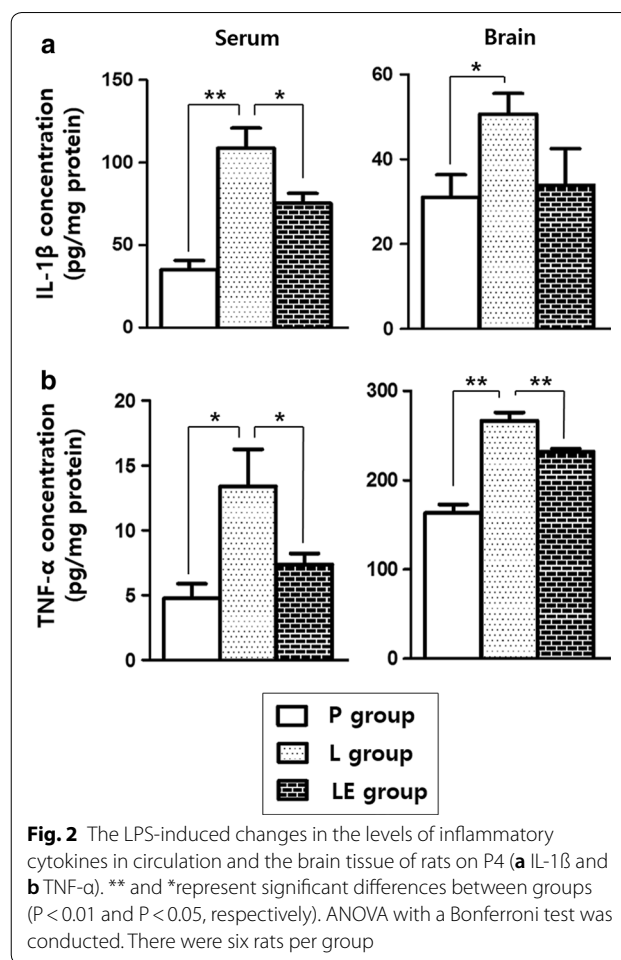 a
Serum
Brain
IL-1β concentration
(pg/mg protein)
150
100
50
0
**
*
60
40
20
0
*
b
TNF-α concentration
(pg/mg protein)
20
15
10
5
0
*
*
300
200
100
0
**
**
P group
L group
LE group
Fig. 2 The LPS-induced changes in the levels of inflammatory
cytokines in circulation and the brain tissue of rats on P4 (a IL-1ß and
b TNF-α). ** and *represent significant differences between groups
(P < 0.01 and P < 0.05, respectively). ANOVA with a Bonferroni test was
conducted. There were six rats per group